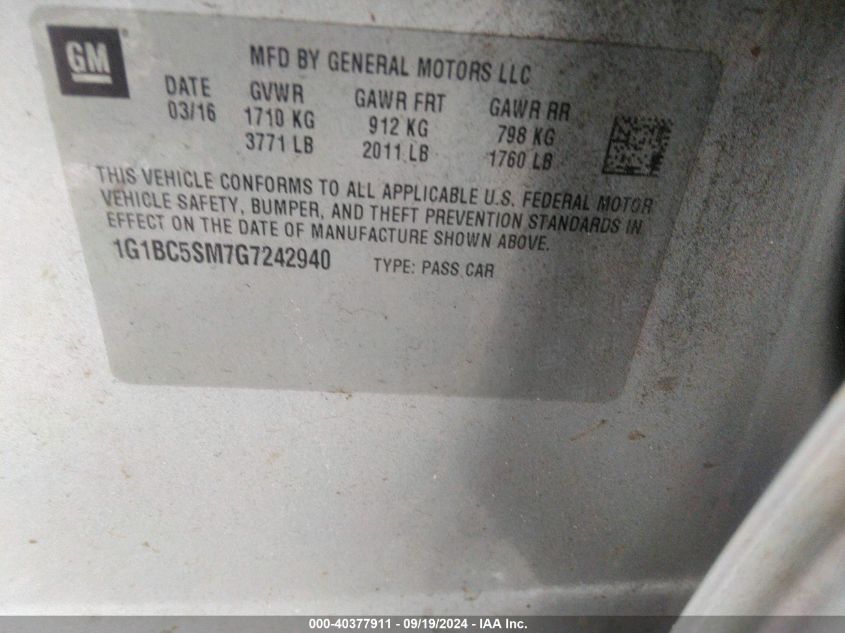 GM
MFD BY GENERAL MOTORS LLC
DATE GVWR GAWR FRT GAWR RR
03/16 1710 KG 912 KG 798 KG
3771 LB 2011 LB 1760 LB
THIS VEHICLE CONFORMS TO ALL APPLICABLE U.S. FEDERAL MOTOR
VEHICLE SAFETY, BUMPER, AND THEFT PREVENTION STANDARDS IN
EFFECT ON THE DATE OF MANUFACTURE SHOWN ABOVE.
1G1BC5SM7G7242940 TYPE: PASS CAR
000-40377911 - 09/19/2024 - IAA Inc.